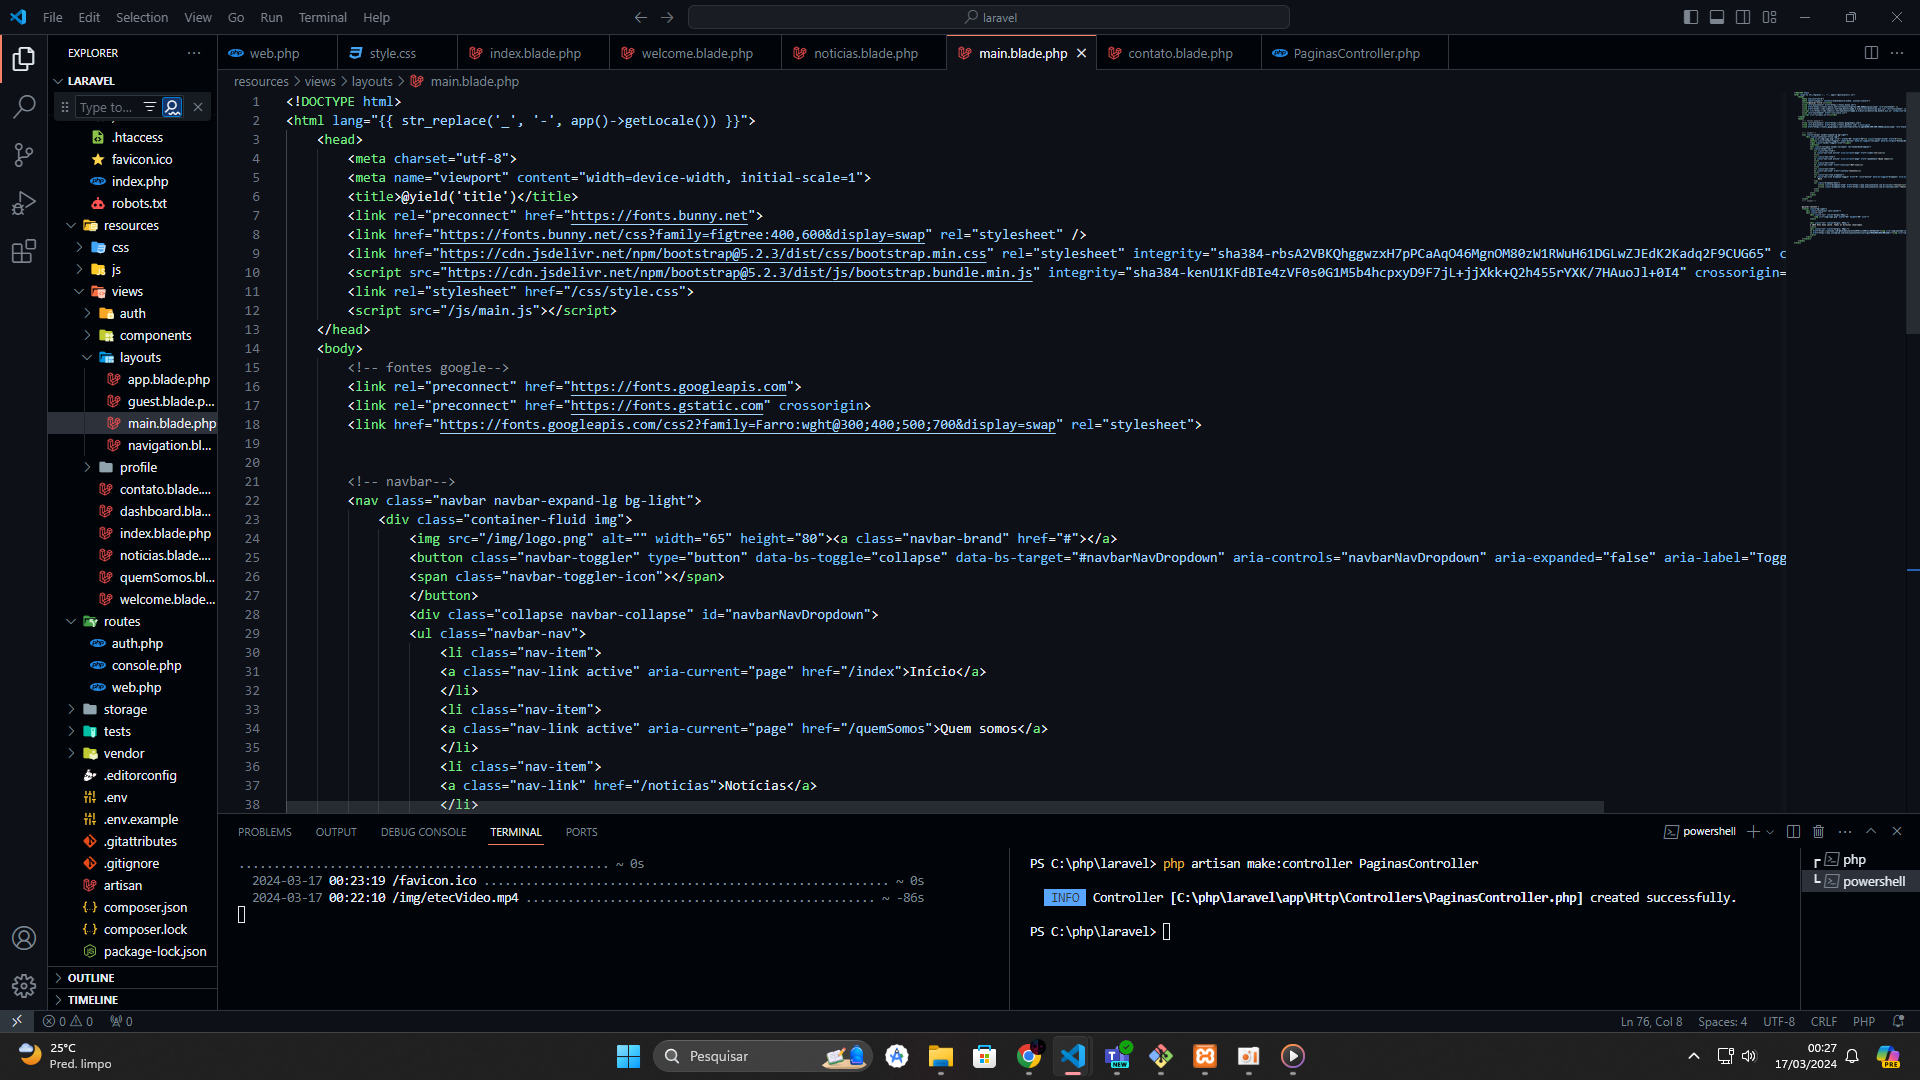 File Edit Selection View Go Run Terminal Help
laravel
EXPLORER
web.php
style.css
index.blade.php
welcome.blade.php
noticias.blade.php
main.blade.php
contato.blade.php
PaginasController.php
LARAVEL
Type to...
.htaccess
favicon.ico
index.php
robots.txt
resources
css
js
views
auth
components
layouts
app.blade.php
guest.blade.p...
main.blade.php
navigation.bl...
profile
contato.blade....
dashboard.bla...
index.blade.php
noticias.blade....
quemSomos.bl...
welcome.blade...
routes
auth.php
console.php
web.php
storage
tests
vendor
.editorconfig
.env
.env.example
.gitattributes
.gitignore
artisan
composer.json
composer.lock
package-lock.json
OUTLINE
TIMELINE
resources > views > layouts > main.blade.php
1 <!DOCTYPE html>
2 <html lang="{{ str_replace('_', '-', app()->getLocale()) }}">
3 <head>
4 <meta charset="utf-8">
5 <meta name="viewport" content="width=device-width, initial-scale=1">
6 <title>@yield('title')</title>
7 <link rel="preconnect" href="https://fonts.bunny.net">
8 <link href="https://fonts.bunny.net/css?family=figtree:400,600&display=swap" rel="stylesheet" />
9 <link href="https://cdn.jsdelivr.net/npm/bootstrap@5.2.3/dist/css/bootstrap.min.css" rel="stylesheet" integrity="sha384-rbsA2VBKQhggwzxH7pPCaAqO46MgnOM80zW1RWuH61DGLwZJEdK2Kadq2F9CUG65" c
10 <script src="https://cdn.jsdelivr.net/npm/bootstrap@5.2.3/dist/js/bootstrap.bundle.min.js" integrity="sha384-kenU1KFdBIe4zVF0s0G1M5b4hcpxyD9F7jL+jjXkk+Q2h455rYXK/7HAuoJl+0I4" crossorigin=
11 <link rel="stylesheet" href="/css/style.css">
12 <script src="/js/main.js"></script>
13 </head>
14 <body>
15 <!-- fontes google-->
16 <link rel="preconnect" href="https://fonts.googleapis.com">
17 <link rel="preconnect" href="https://fonts.gstatic.com" crossorigin>
18 <link href="https://fonts.googleapis.com/css2?family=Farro:wght@300;400;500;700&display=swap" rel="stylesheet">
19
20
21 <!-- navbar-->
22 <nav class="navbar navbar-expand-lg bg-light">
23 <div class="container-fluid img">
24 <img src="/img/logo.png" alt="" width="65" height="80"><a class="navbar-brand" href="#"></a>
25 <button class="navbar-toggler" type="button" data-bs-toggle="collapse" data-bs-target="#navbarNavDropdown" aria-controls="navbarNavDropdown" aria-expanded="false" aria-label="Togg
26 <span class="navbar-toggler-icon"></span>
27 </button>
28 <div class="collapse navbar-collapse" id="navbarNavDropdown">
29 <ul class="navbar-nav">
30 <li class="nav-item">
31 <a class="nav-link active" aria-current="page" href="/index">Início</a>
32 </li>
33 <li class="nav-item">
34 <a class="nav-link active" aria-current="page" href="/quemSomos">Quem somos</a>
35 </li>
36 <li class="nav-item">
37 <a class="nav-link" href="/noticias">Notícias</a>
38 </li>
PROBLEMS OUTPUT DEBUG CONSOLE TERMINAL PORTS
powershell
................................................ ~ 0s
2024-03-17 00:23:19 /favicon.ico ........................................................ ~ 0s
2024-03-17 00:22:10 /img/etecVideo.mp4 ................................................. ~ -86s
PS C:\php\laravel> php artisan make:controller PaginasController
INFO Controller [C:\php\laravel\app\Http\Controllers\PaginasController.php] created successfully.
PS C:\php\laravel>
php
powershell
0 0 0
Ln 76, Col 8 Spaces: 4 UTF-8 CRLF PHP
25°C
Pred. limpo
Pesquisar
NEW
00:27
17/03/2024
PRE